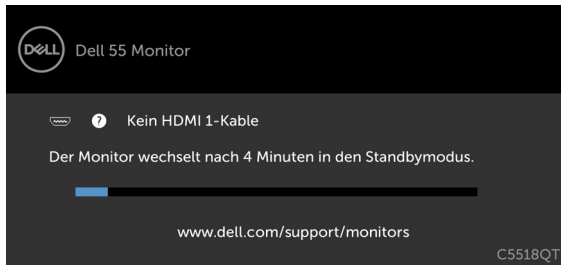 DELL
Dell 55 Monitor
? Kein HDMI 1-Kable
Der Monitor wechselt nach 4 Minuten in den Standbymodus.
www.dell.com/support/monitors
C5518QT